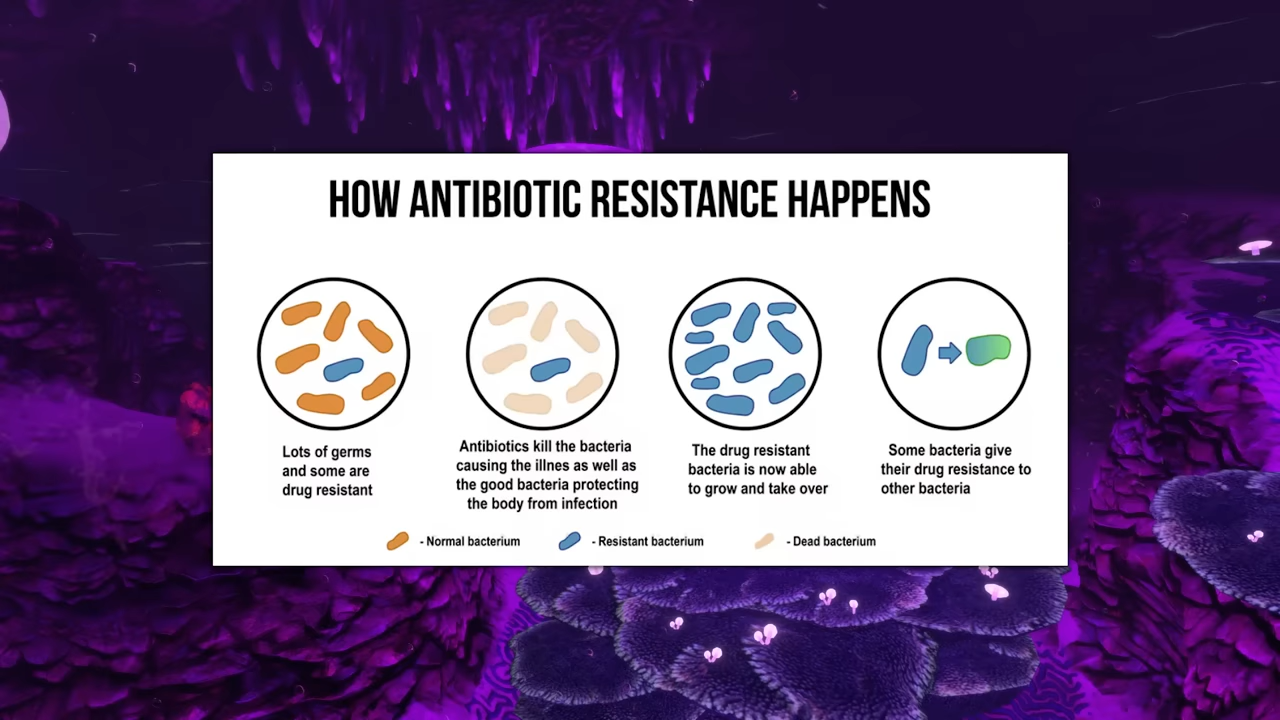 HOW ANTIBIOTIC RESISTANCE HAPPENS
Lots of germs
and some are
drug resistant
Antibiotics kill the bacteria
causing the illnes as well as
the good bacteria protecting
the body from infection
The drug resistant
bacteria is now able
to grow and take over
Some bacteria give
their drug resistance to
other bacteria
- Normal bacterium
- Resistant bacterium
- Dead bacterium